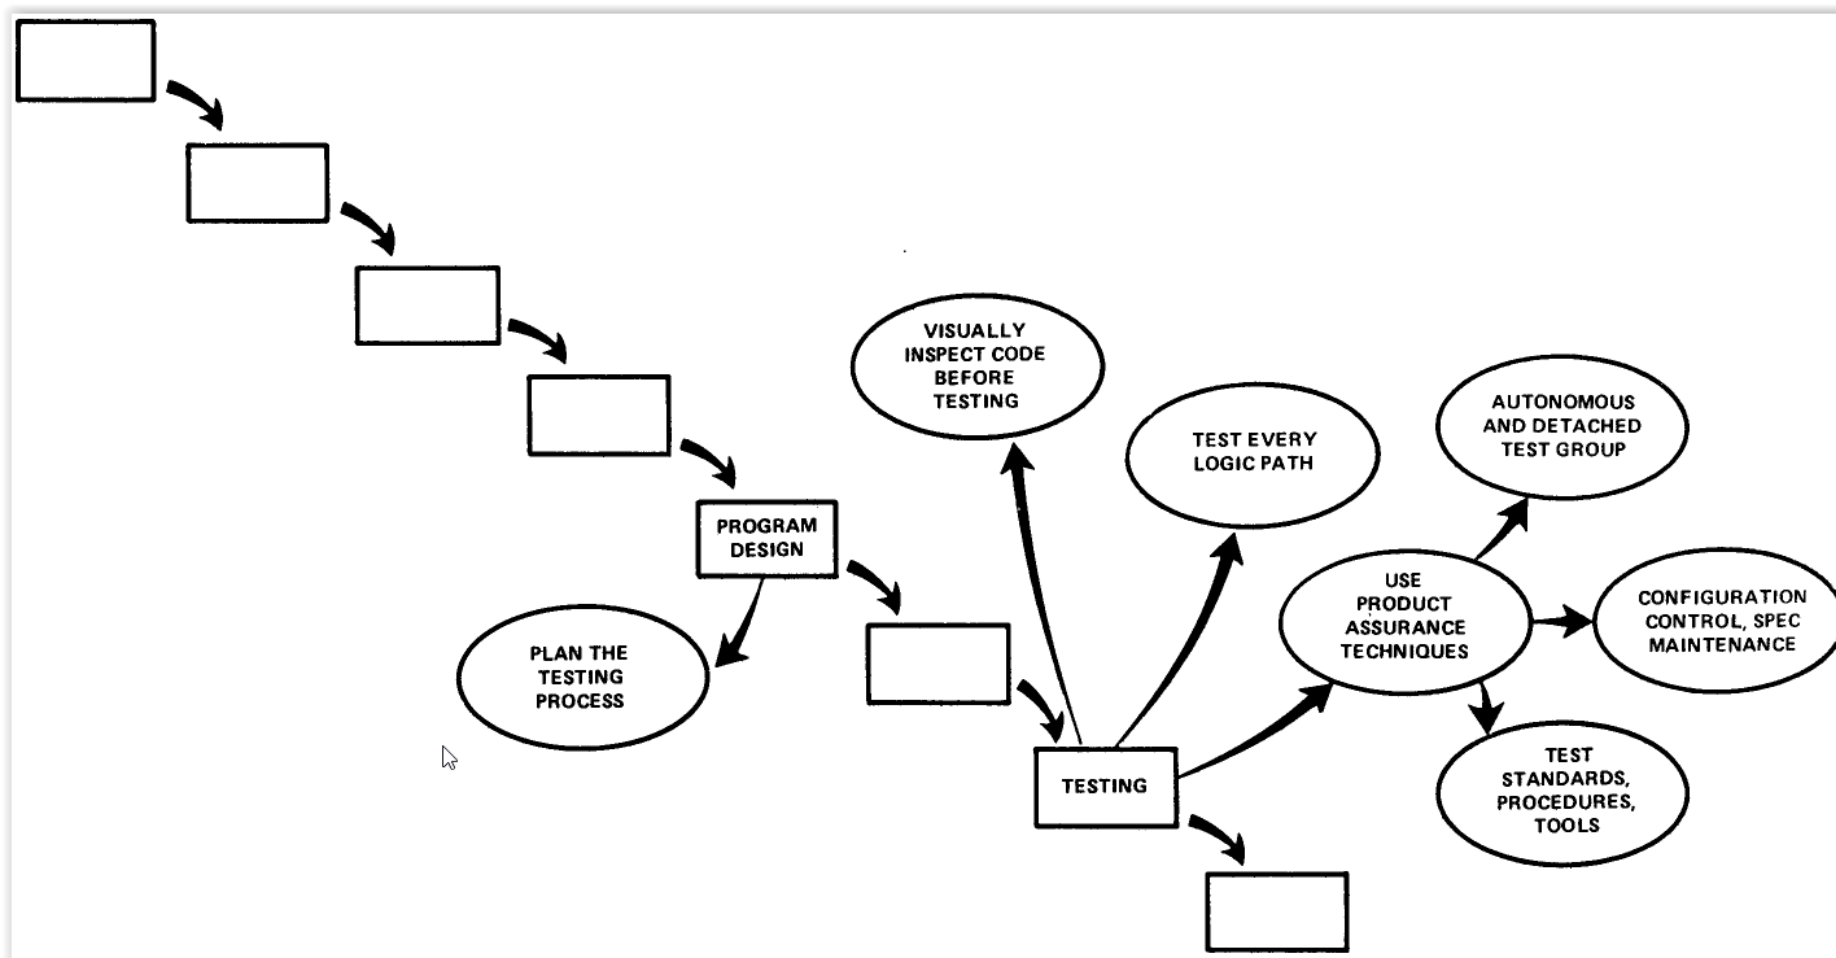 VISUALLY
INSPECT CODE
BEFORE
TESTING
TEST EVERY
LOGIC PATH
AUTONOMOUS
AND DETACHED
TEST GROUP
PROGRAM
DESIGN
USE
PRODUCT
ASSURANCE
TECHNIQUES
CONFIGURATION
CONTROL, SPEC
MAINTENANCE
PLAN THE
TESTING
PROCESS
TESTING
TEST
STANDARDS,
PROCEDURES,
TOOLS